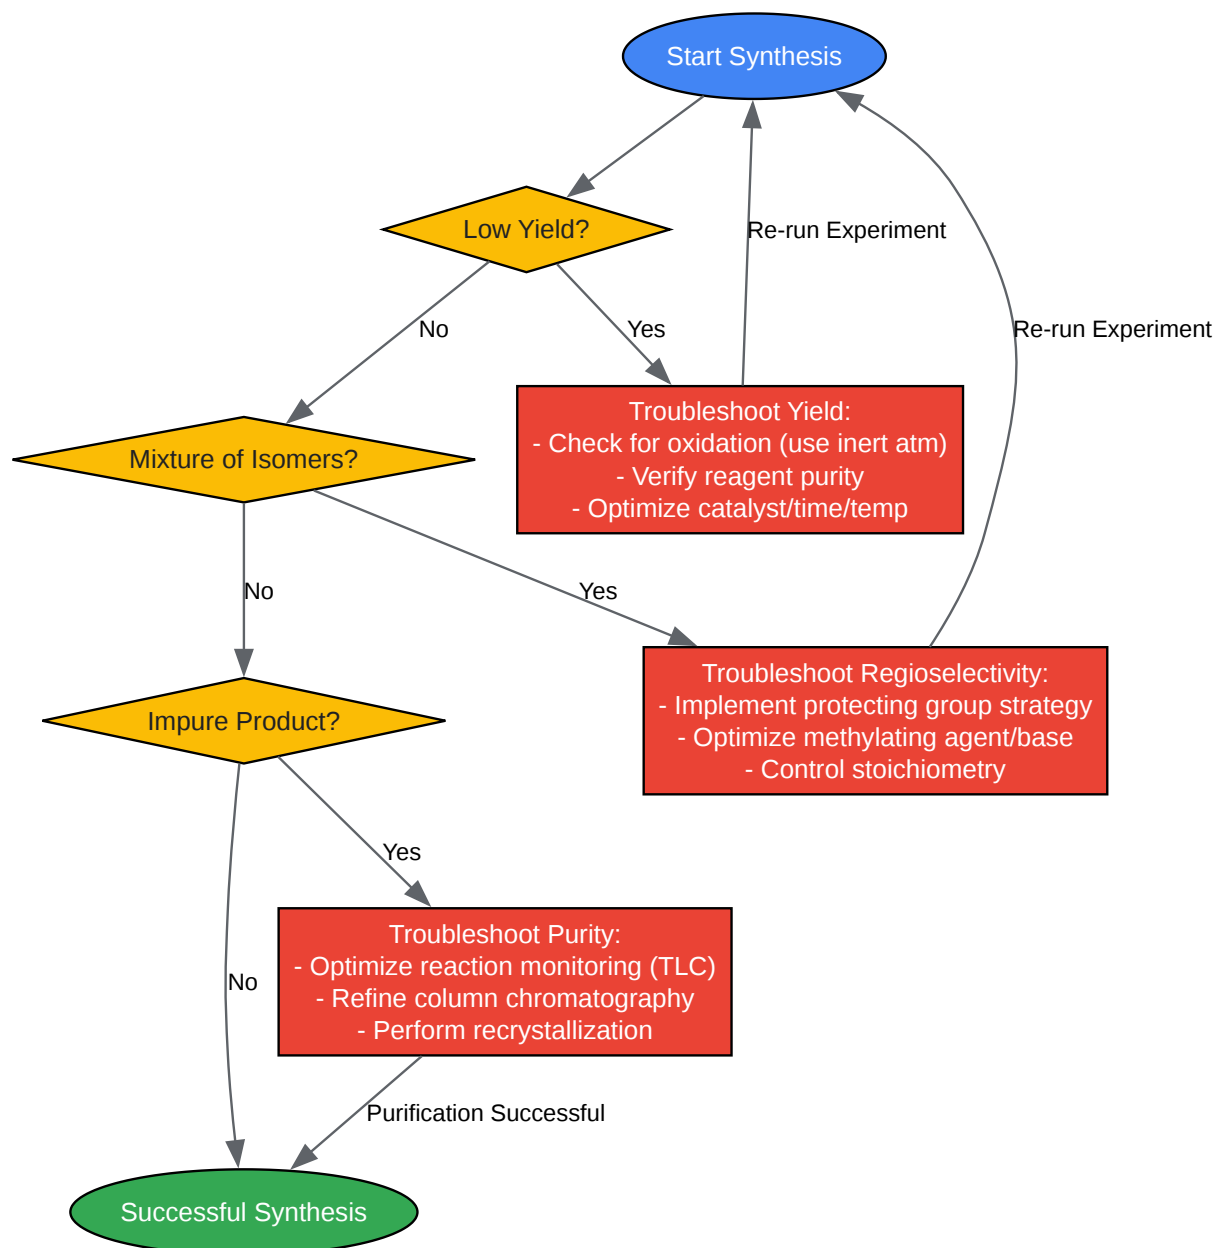 Start Synthesis
Low Yield?
Re-run Experiment
No
Yes
Re-run Experiment
Troubleshoot Yield:
- Check for oxidation (use inert atm)
- Verify reagent purity
- Optimize catalyst/time/temp
Mixture of Isomers?
No
Yes
Troubleshoot Regioselectivity:
- Implement protecting group strategy
- Optimize methylating agent/base
- Control stoichiometry
Impure Product?
Yes
Troubleshoot Purity:
- Optimize reaction monitoring (TLC)
- Refine column chromatography
- Perform recrystallization
No
Purification Successful
Successful Synthesis